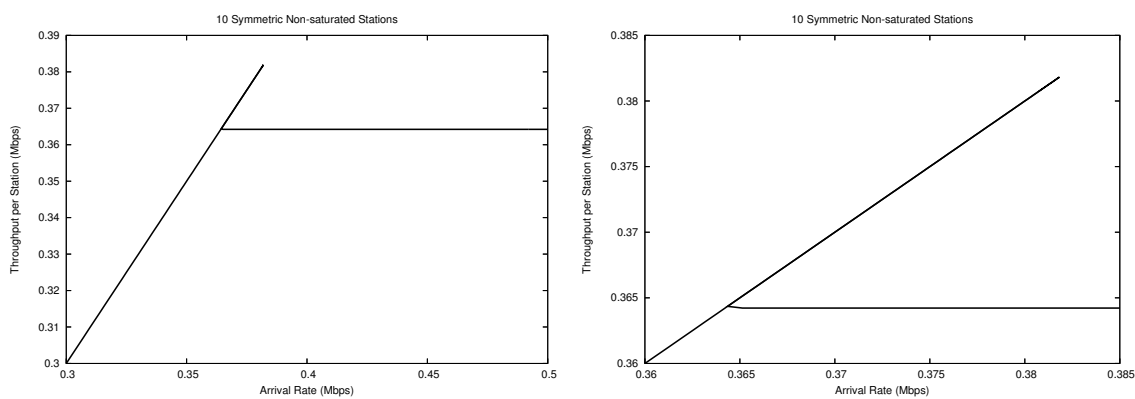 10 Symmetric Non-saturated Stations
0.39
0.38
0.37
0.36
0.35
0.34
0.33
0.32
0.31
0.3
Throughput per Station (Mbps)
0.3 0.35 0.4 0.45 0.5
Arrival Rate (Mbps)
10 Symmetric Non-saturated Stations
0.385
0.38
0.375
0.37
0.365
0.36
Throughput per Station (Mbps)
0.36 0.365 0.37 0.375 0.38 0.385
Arrival Rate (Mbps)